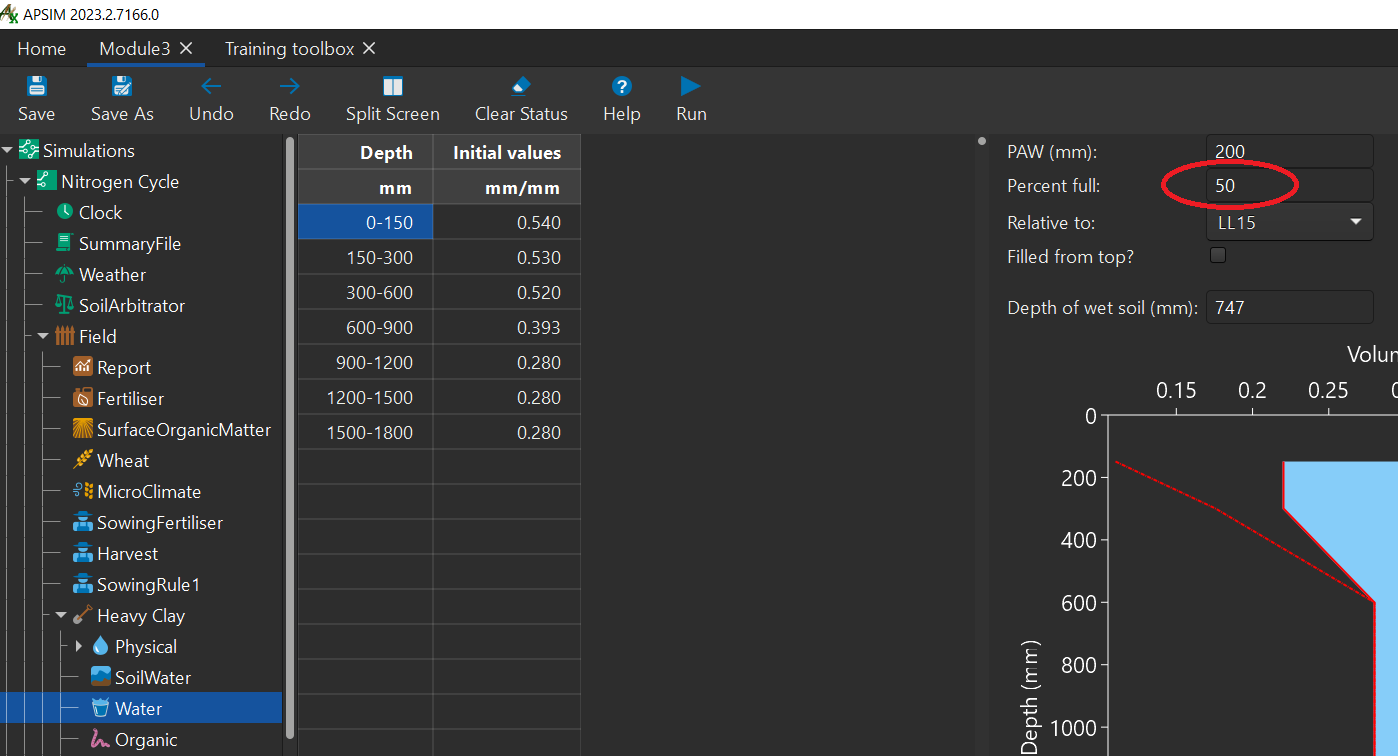 APSIM 2023.2.7166.0
Home Module3 Training toolbox
Save Save As Undo Redo Split Screen Clear Status Help Run
Simulations
Nitrogen Cycle
Clock
SummaryFile
Weather
SoilArbitrator
Field
Report
Fertiliser
SurfaceOrganicMatter
Wheat
MicroClimate
SowingFertiliser
Harvest
SowingRule1
Heavy Clay
Physical
SoilWater
Water
Organic
Depth Initial values
mm mm/mm
0-150 0.540
150-300 0.530
300-600 0.520
600-900 0.393
900-1200 0.280
1200-1500 0.280
1500-1800 0.280
PAW (mm): 200
Percent full: 50
Relative to: LL15
Filled from top?
Depth of wet soil (mm): 747
Volum
0.15 0.2 0.25 0
0
200
400
600
800
1000
Depth (mm)